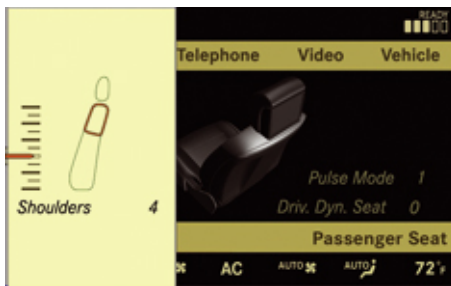 READY
Telephone Video Vehicle
Shoulders 4
Pulse Mode 1
Driv. Dyn. Seat 0
Passenger Seat
AC AUTO AUTO 72°F